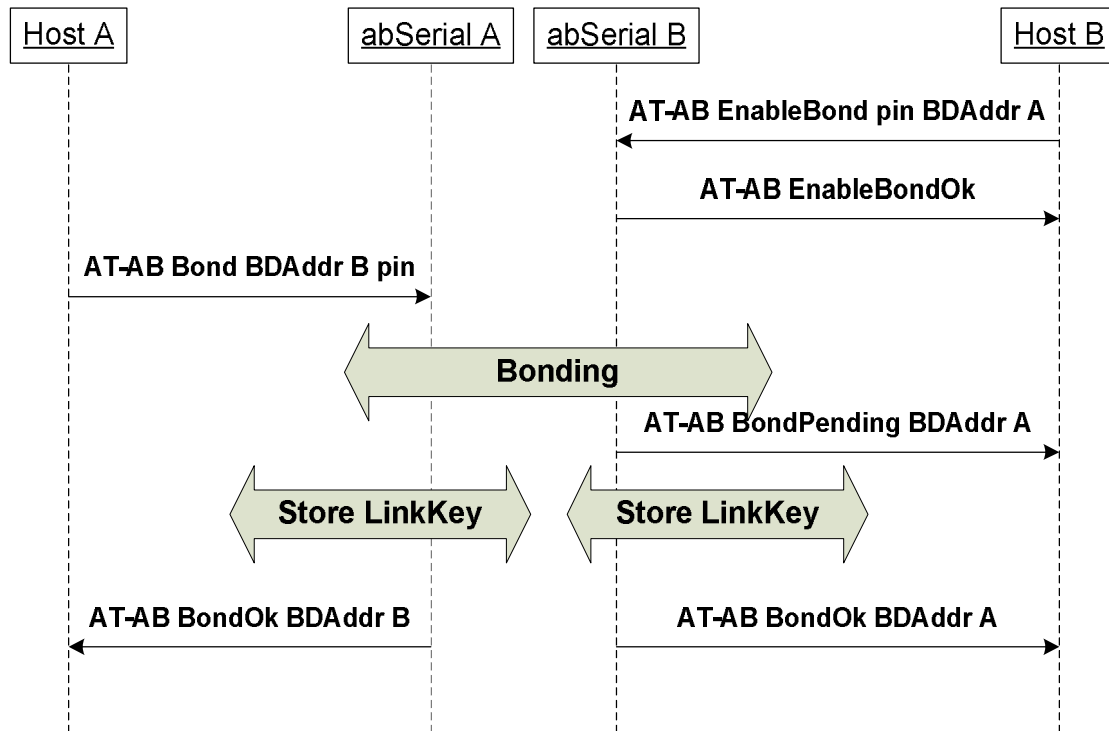 Host A
abSerial A
abSerial B
Host B
AT-AB EnableBond pin BDAddr A
AT-AB EnableBondOk
AT-AB Bond BDAddr B pin
Bonding
AT-AB BondPending BDAddr A
Store LinkKey
Store LinkKey
AT-AB BondOk BDAddr B
AT-AB BondOk BDAddr A